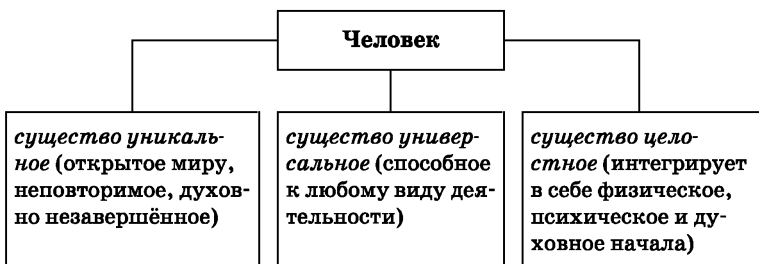 Человек
существо уникаль-
ное (открытое миру,
неповторимое, духов-
но незавершённое)
существо универ-
сальное (способное
к любому виду дея-
тельности)
существо цело-
стное (интегрирует
в себе физическое,
психическое и ду-
ховное начала)